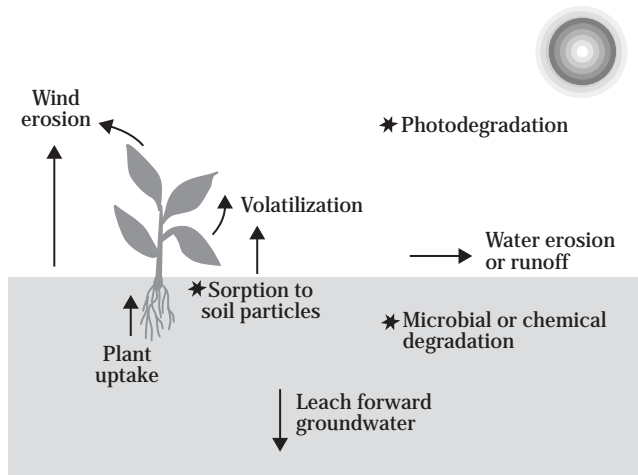 Wind
erosion
Photodegradation
Volatilization
Water erosion
or runoff
Sorption to
soil particles
Microbial or chemical
degradation
Plant
uptake
Leach forward
groundwater